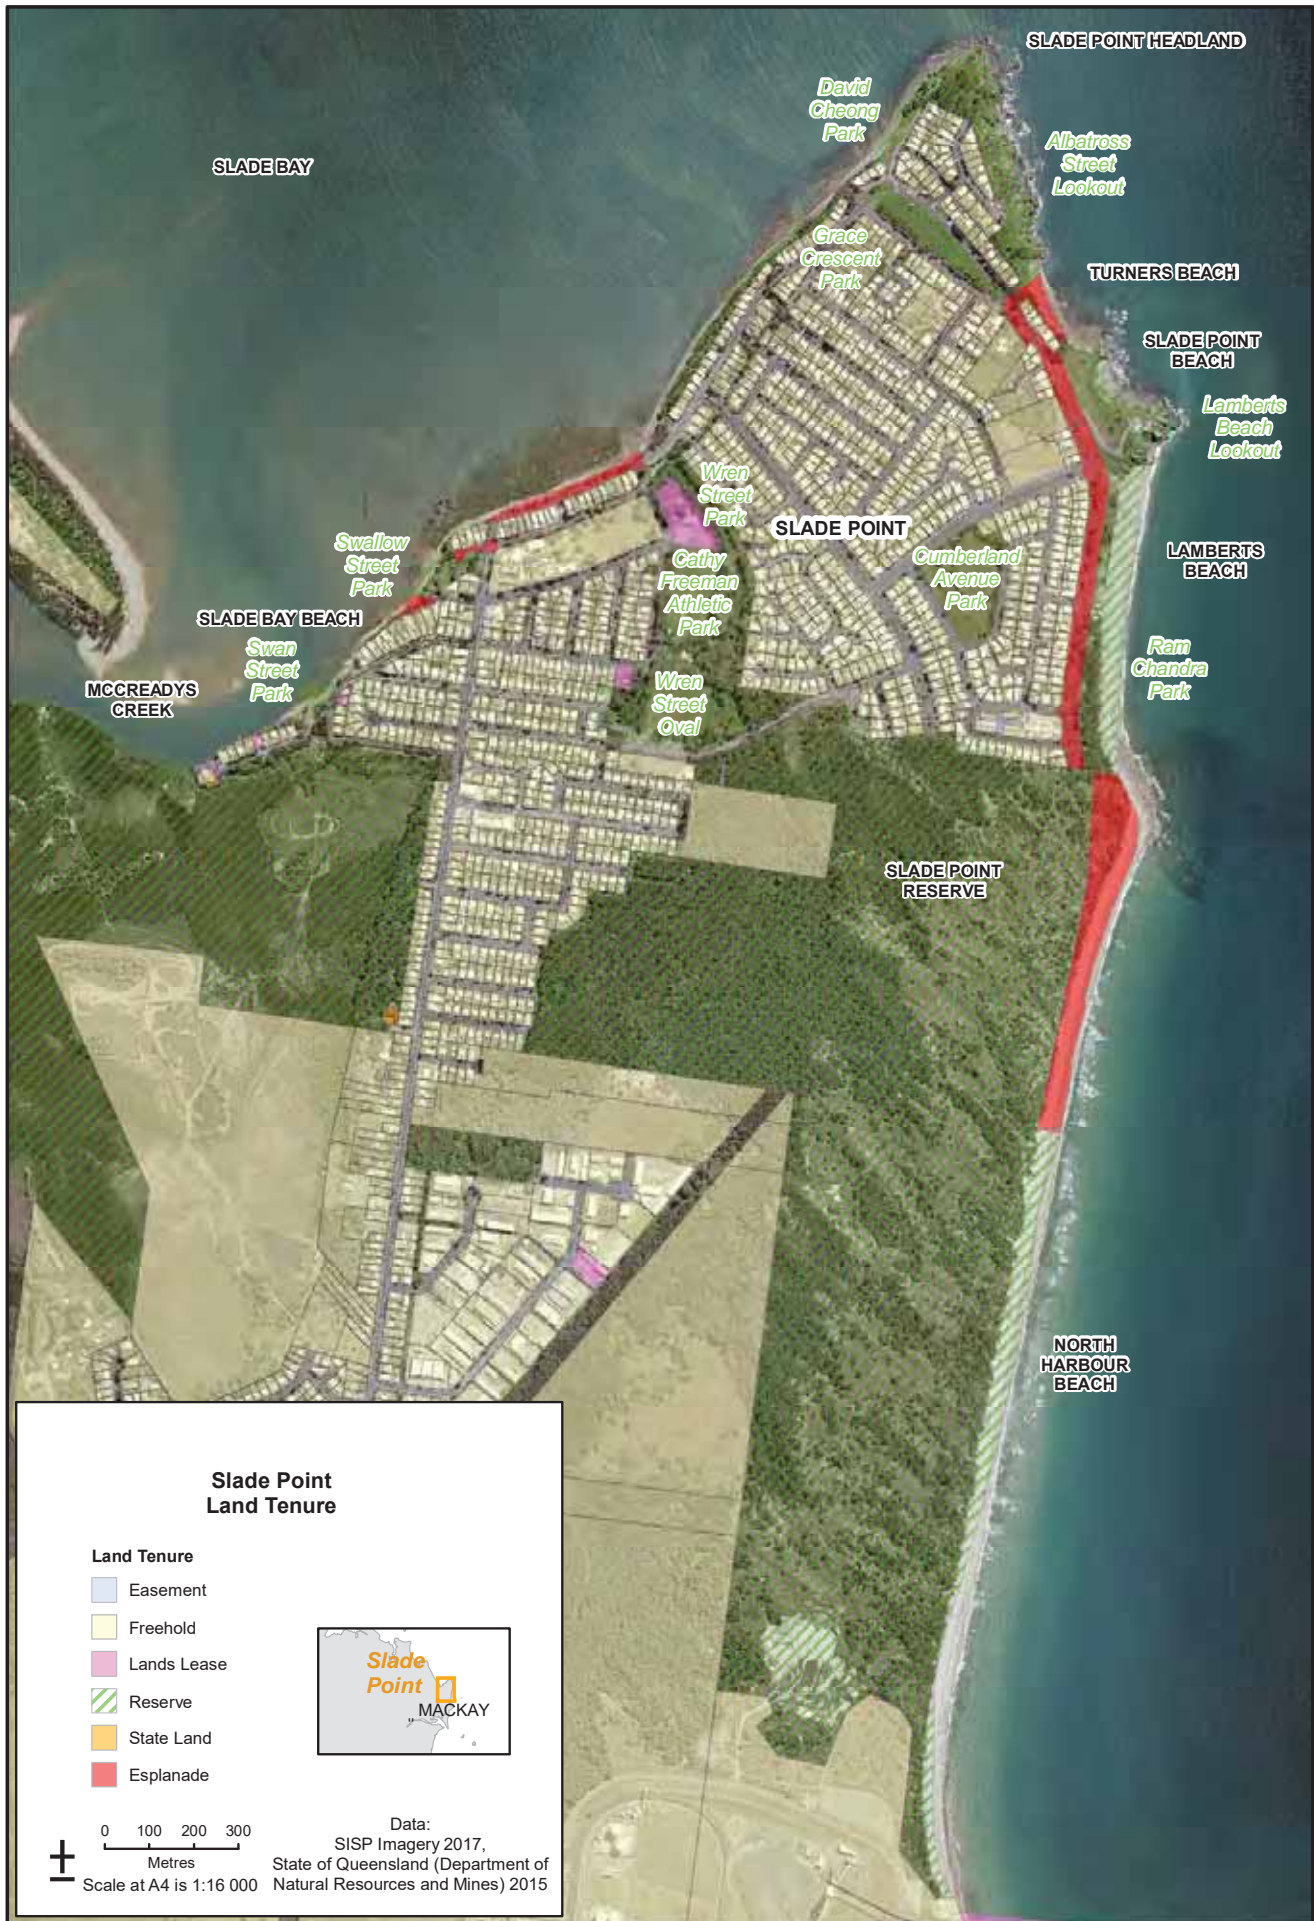 SLADE POINT HEADLAND
David
Cheong
Park
Albatross
Street
Lookout
SLADE BAY
Grace
Crescent
Park
TURNERS BEACH
SLADE POINT
BEACH
Lamberts
Beach
Lookout
Wren
Street
Park
SLADE POINT
Swallow
Street
Park
Cathy
Freeman
Athletic
Park
Cumberland
Avenue
Park
LAMBERTS
BEACH
SLADE BAY BEACH
Swan
Street
Park
Ram
Chandra
Park
MCCREADYS
CREEK
Wren
Street
Oval
SLADE POINT
RESERVE
NORTH
HARBOUR
BEACH
Slade Point
Land Tenure
Land Tenure
Easement
Freehold
Lands Lease
Reserve
State Land
Esplanade
Slade
Point
MACKAY
0 100 200 300
Metres
Scale at A4 is 1:16 000
Data:
SISP Imagery 2017,
State of Queensland (Department of
Natural Resources and Mines) 2015